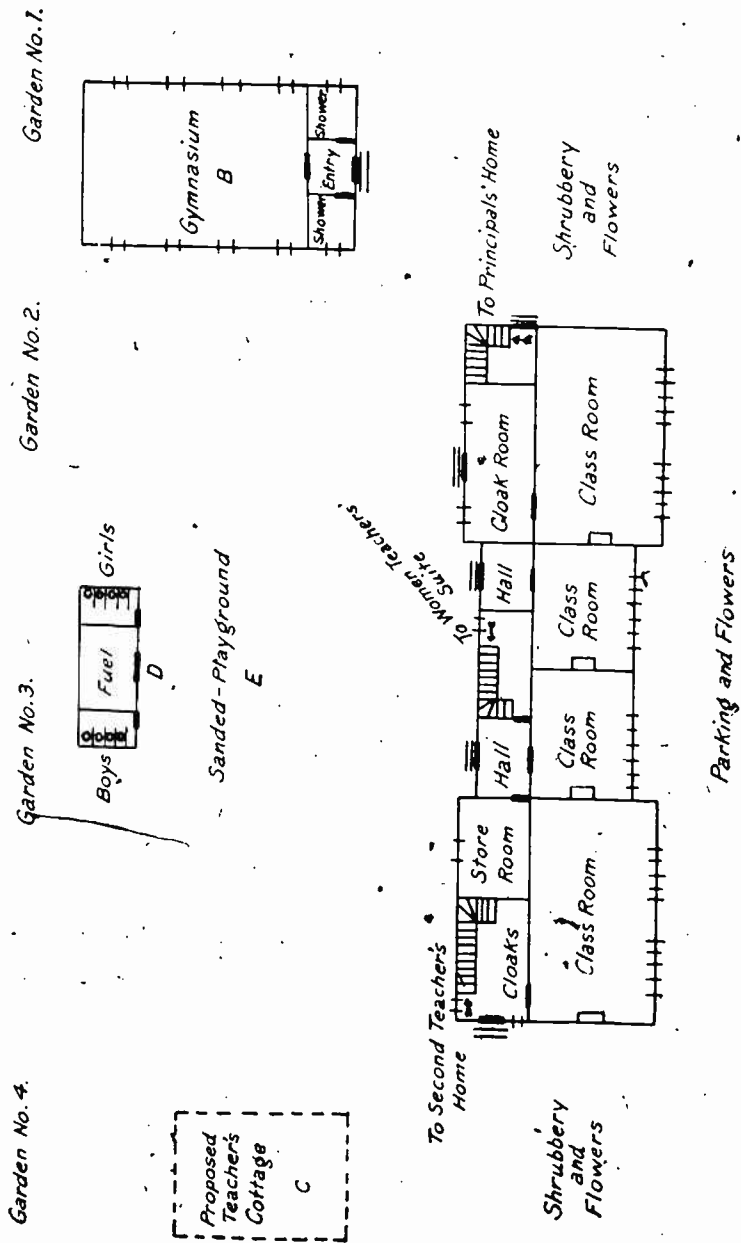 Garden No. 4.
Garden No. 3.
Garden No. 2.
Garden No. 1.
Proposed
Teacher's
Cottage
C
Boys
Fuel
Girls
D
Sanded-Playground
E
Gymnasium
B
Shower
Entry
Shower
To Second Teacher's
Home
To Women Teachers'
Suite
To Principals' Home
Cloaks
Store
Room
Hall
Hall
Cloak Room
Class Room
Class
Room
Class
Room
Class Room
Shrubbery
and
Flowers
Shrubbery
and
Flowers
Parking and Flowers